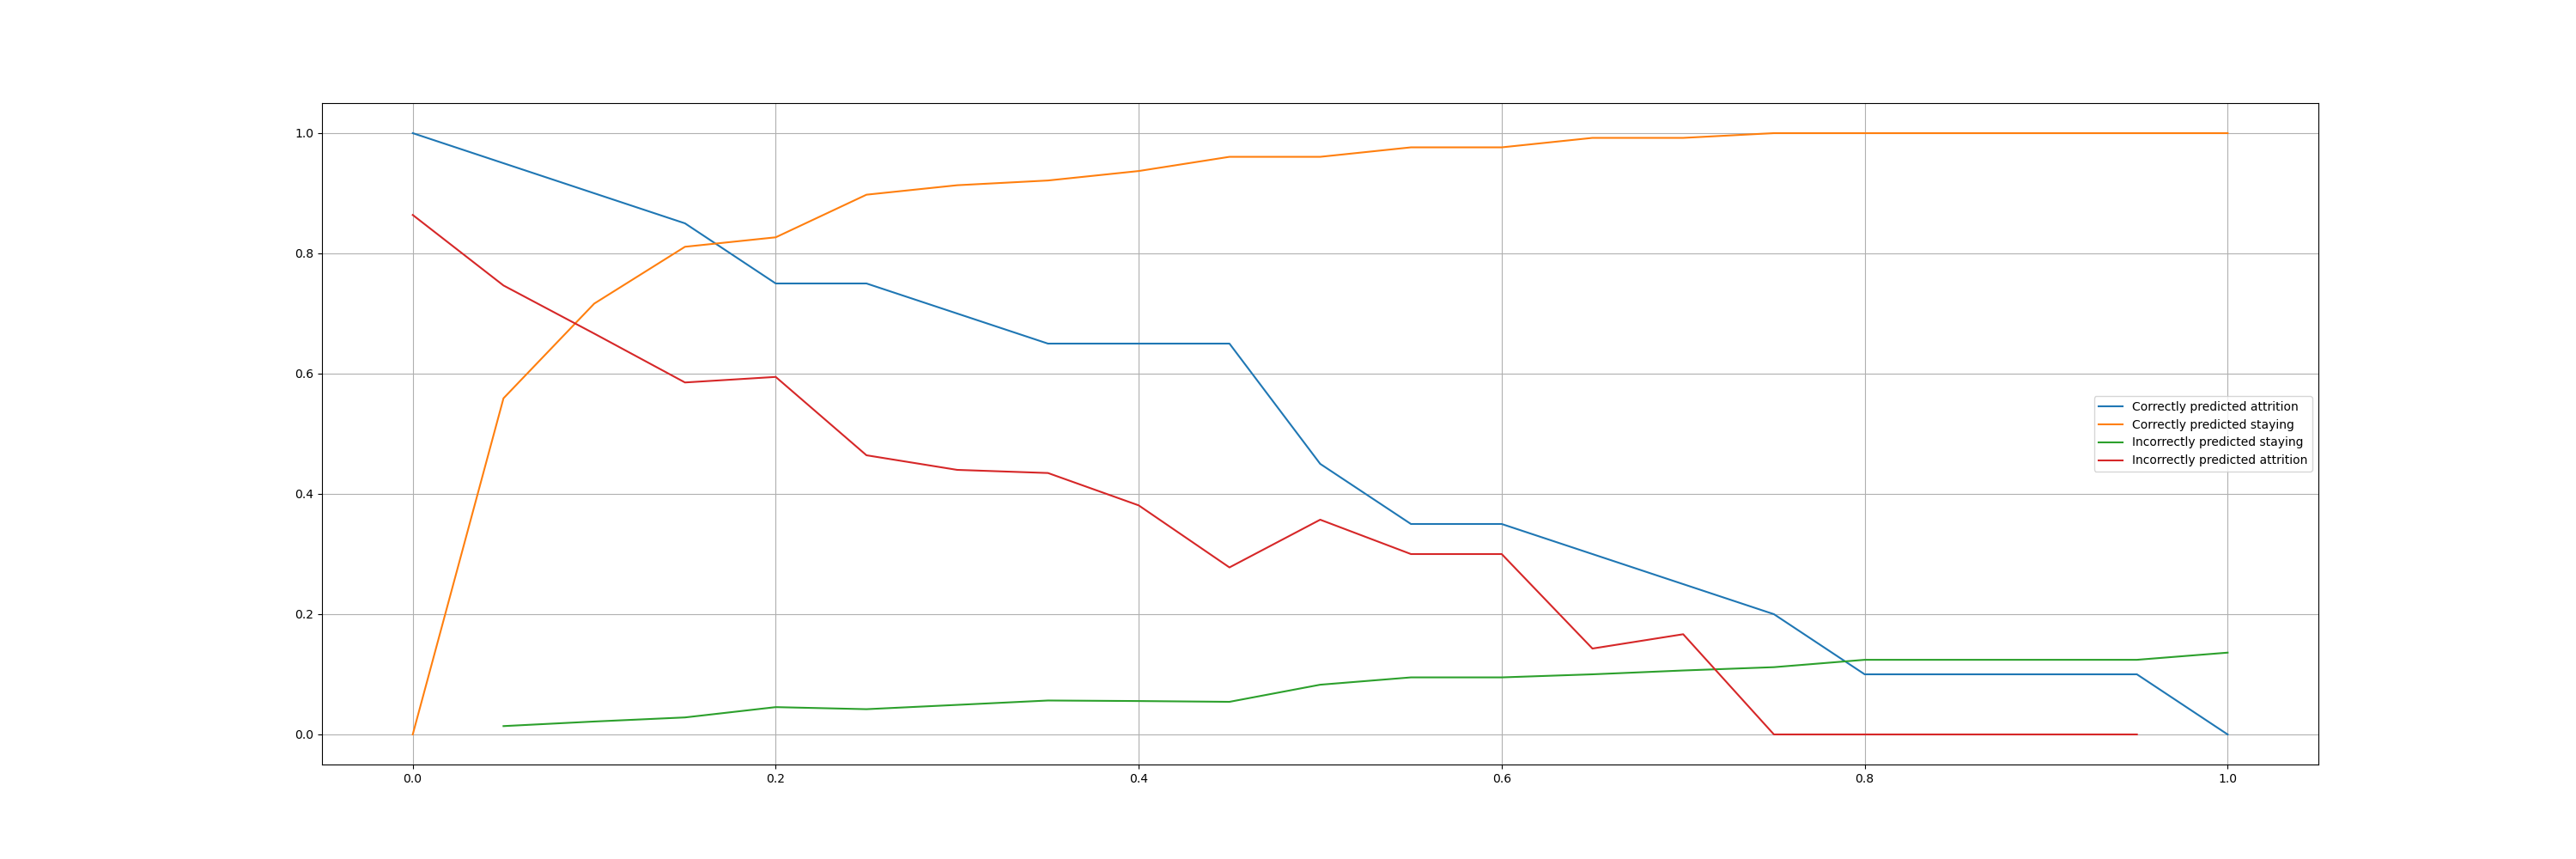 1.0
0.8
0.6
0.4
0.2
0.0
Correctly predicted attrition
Correctly predicted staying
Incorrectly predicted staying
Incorrectly predicted attrition
0.0 0.2 0.4 0.6 0.8 1.0